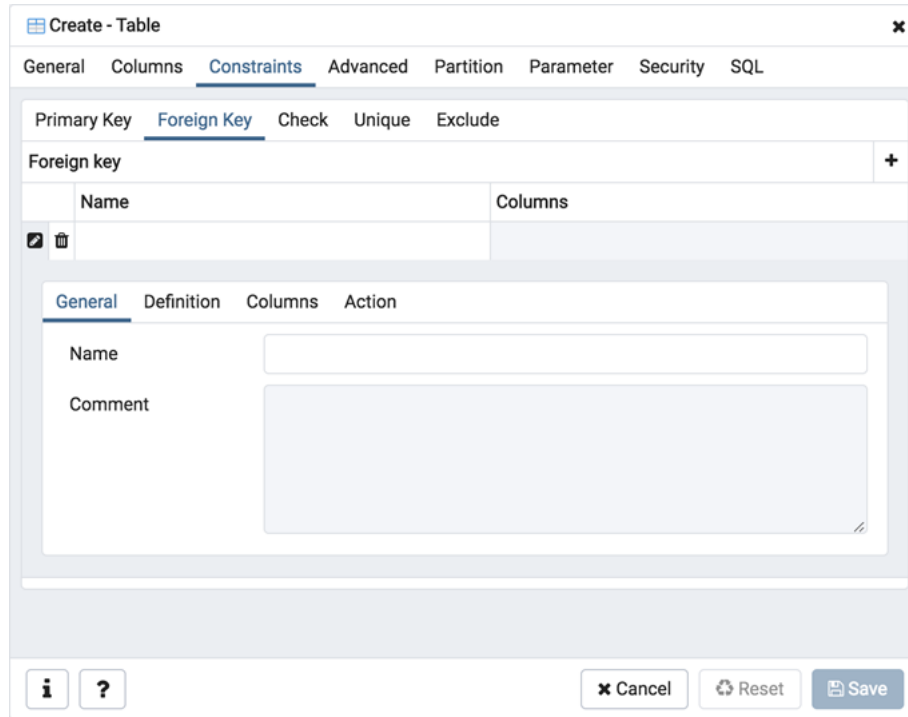 Create - Table
General Columns Constraints Advanced Partition Parameter Security SQL
Primary Key Foreign Key Check Unique Exclude
Foreign key
Name Columns
General Definition Columns Action
Name
Comment
i ? Cancel Reset Save